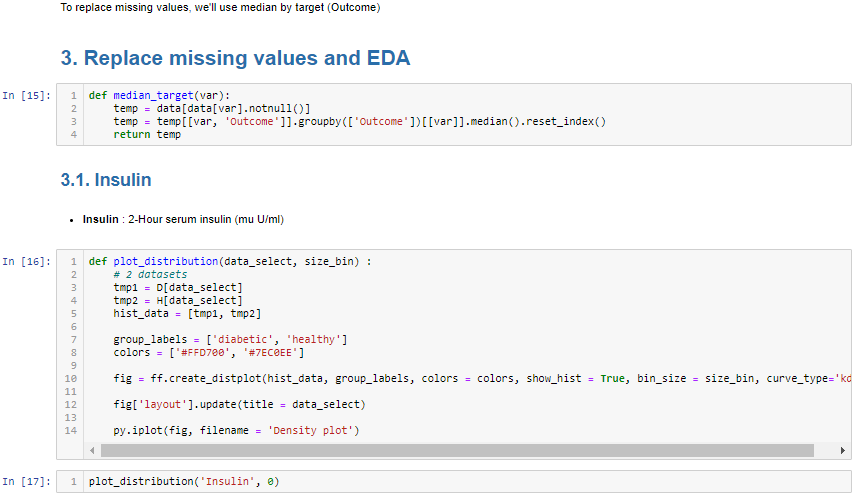 To replace missing values, we'll use median by target (Outcome)
3. Replace missing values and EDA
In [15]:
1 def median_target(var):
2     temp = data[data[var].notnull()]
3     temp = temp[[var, 'Outcome']].groupby(['Outcome'])[[var]].median().reset_index()
4     return temp
3.1. Insulin
• Insulin : 2-Hour serum insulin (mu U/ml)
In [16]:
1 def plot_distribution(data_select, size_bin) :
2     # 2 datasets
3     tmp1 = D[data_select]
4     tmp2 = H[data_select]
5     hist_data = [tmp1, tmp2]
6
7     group_labels = ['diabetic', 'healthy']
8     colors = ['#FFD700', '#7EC0EE']
9
10     fig = ff.create_distplot(hist_data, group_labels, colors = colors, show_hist = True, bin_size = size_bin, curve_type='kd
11
12     fig['layout'].update(title = data_select)
13
14     py.iplot(fig, filename = 'Density plot')
In [17]:
1 plot_distribution('Insulin', 0)